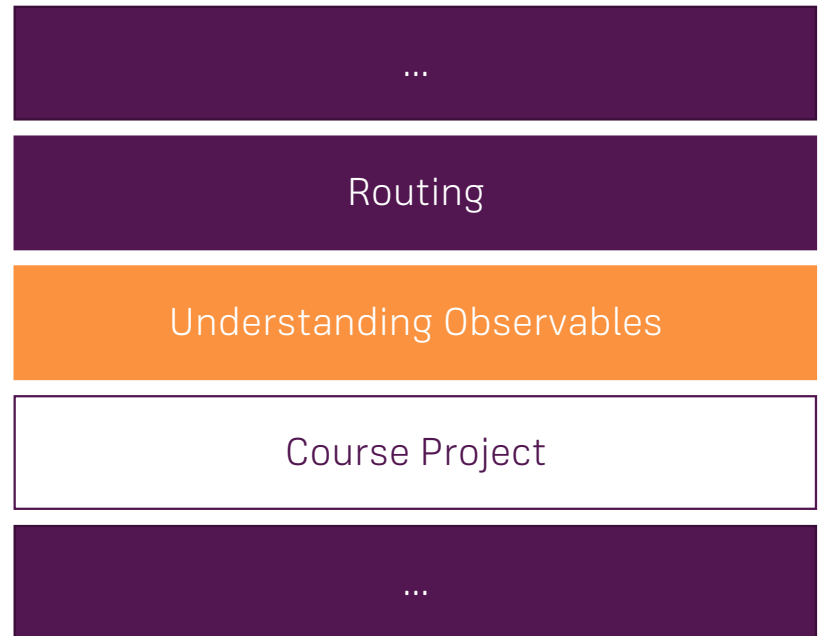 ...
Routing
Understanding Observables
Course Project
...